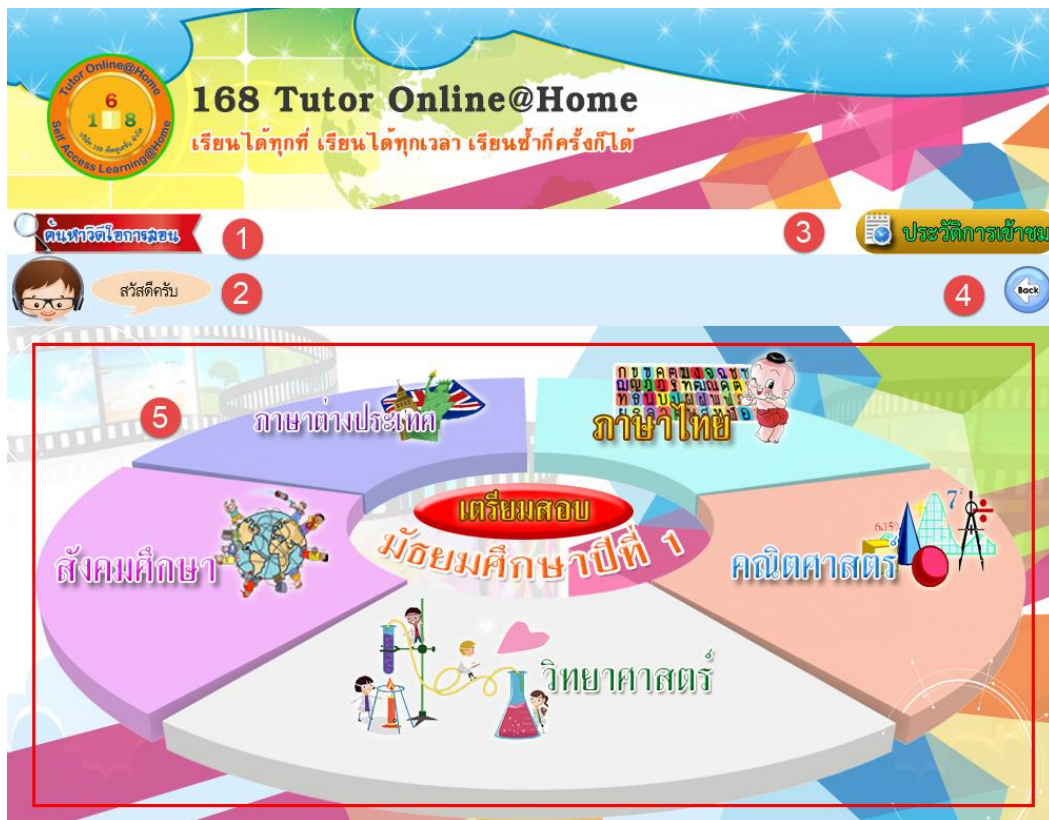 Tutor Online@Home
6
1 8
Self Access Learning@Home
168 Tutor Online@Home
เรียนได้ทุกที่ เรียนได้ทุกเวลา เรียนซ้ำกี่ครั้งก็ได้
ค้นหาวิดีโอการสอน
1
3
ประวัติการเข้าชม
สวัสดีครับ
2
4
Back
5
ภาษาต่างประเทศ
ภาษาไทย
เตรียมสอบ
มัธยมศึกษาปีที่ 1
สังคมศึกษา
คณิตศาสตร์
วิทยาศาสตร์